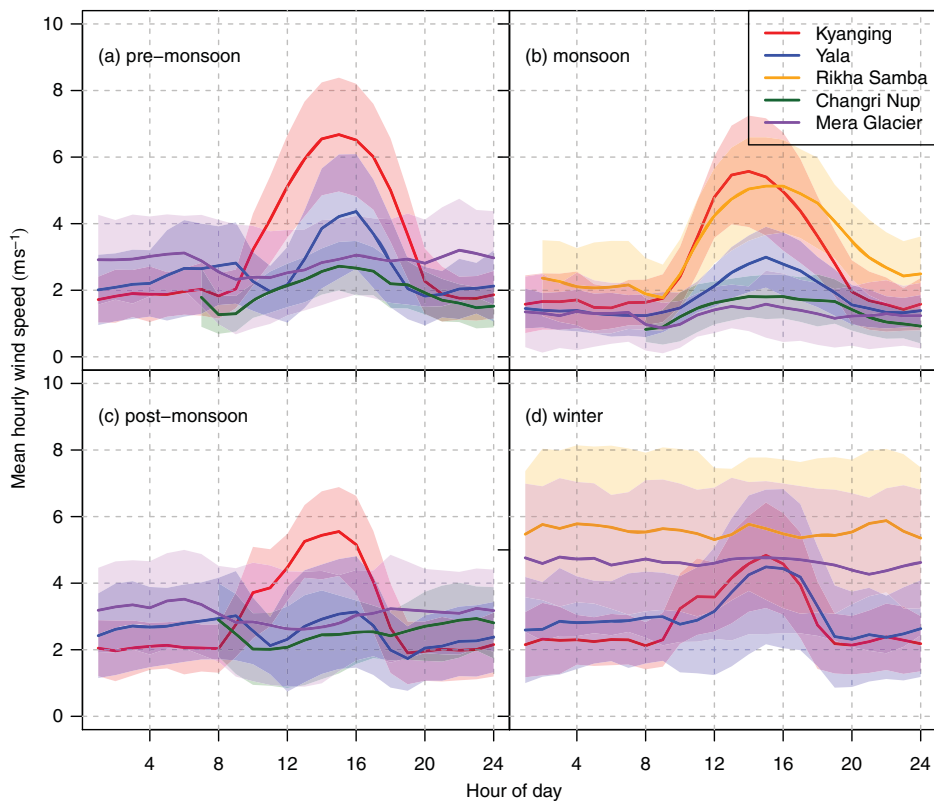 (a) pre–monsoon
(b) monsoon
Kyanging
Yala
Rikha Samba
Changri Nup
Mera Glacier
10
8
6
4
2
0
(c) post–monsoon
(d) winter
10
8
6
4
2
0
4 8 12 16 20 24
4 8 12 16 20 24
Mean hourly wind speed (ms⁻¹)
Hour of day